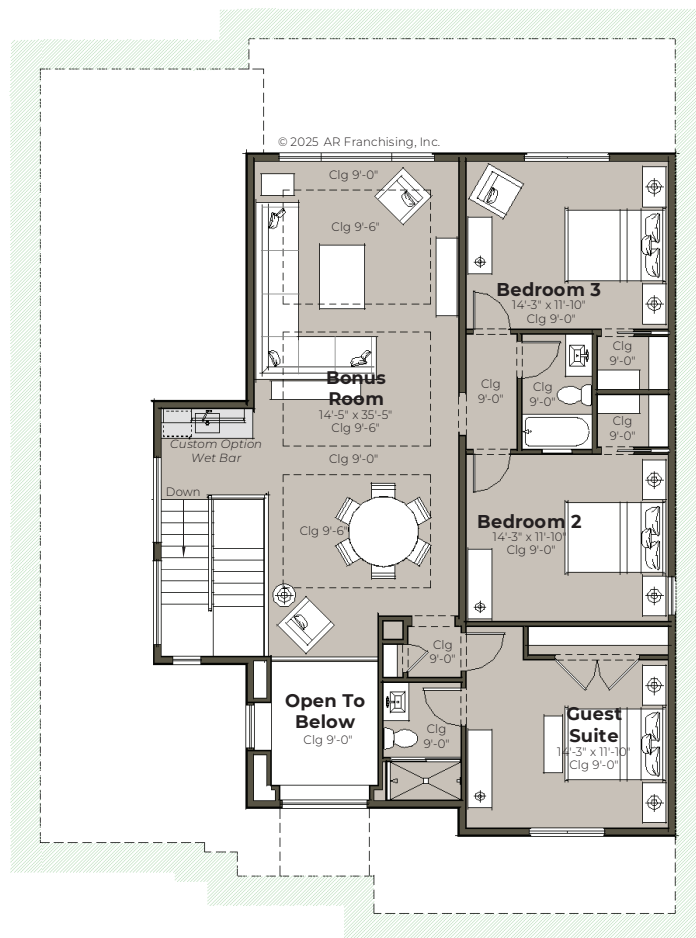 © 2025 AR Franchising, Inc.
Clg 9'-0"
Clg 9'-6"
Bedroom 3
14'-3" x 11'-10"
Clg 9'-0"
Clg
9'-0"
Clg
9'-0"
Clg
9'-0"
Clg
9'-0"
Bonus
Room
14'-5" x 35'-5"
Clg 9'-6"
Clg 9'-0"
Custom Option
Wet Bar
Down
Clg 9'-6"
Bedroom 2
14'-3" x 11'-10"
Clg 9'-0"
Clg
9'-0"
Open To
Below
Clg 9'-0"
Clg
9'-0"
Guest
Suite
14'-3" x 11'-10"
Clg 9'-0"